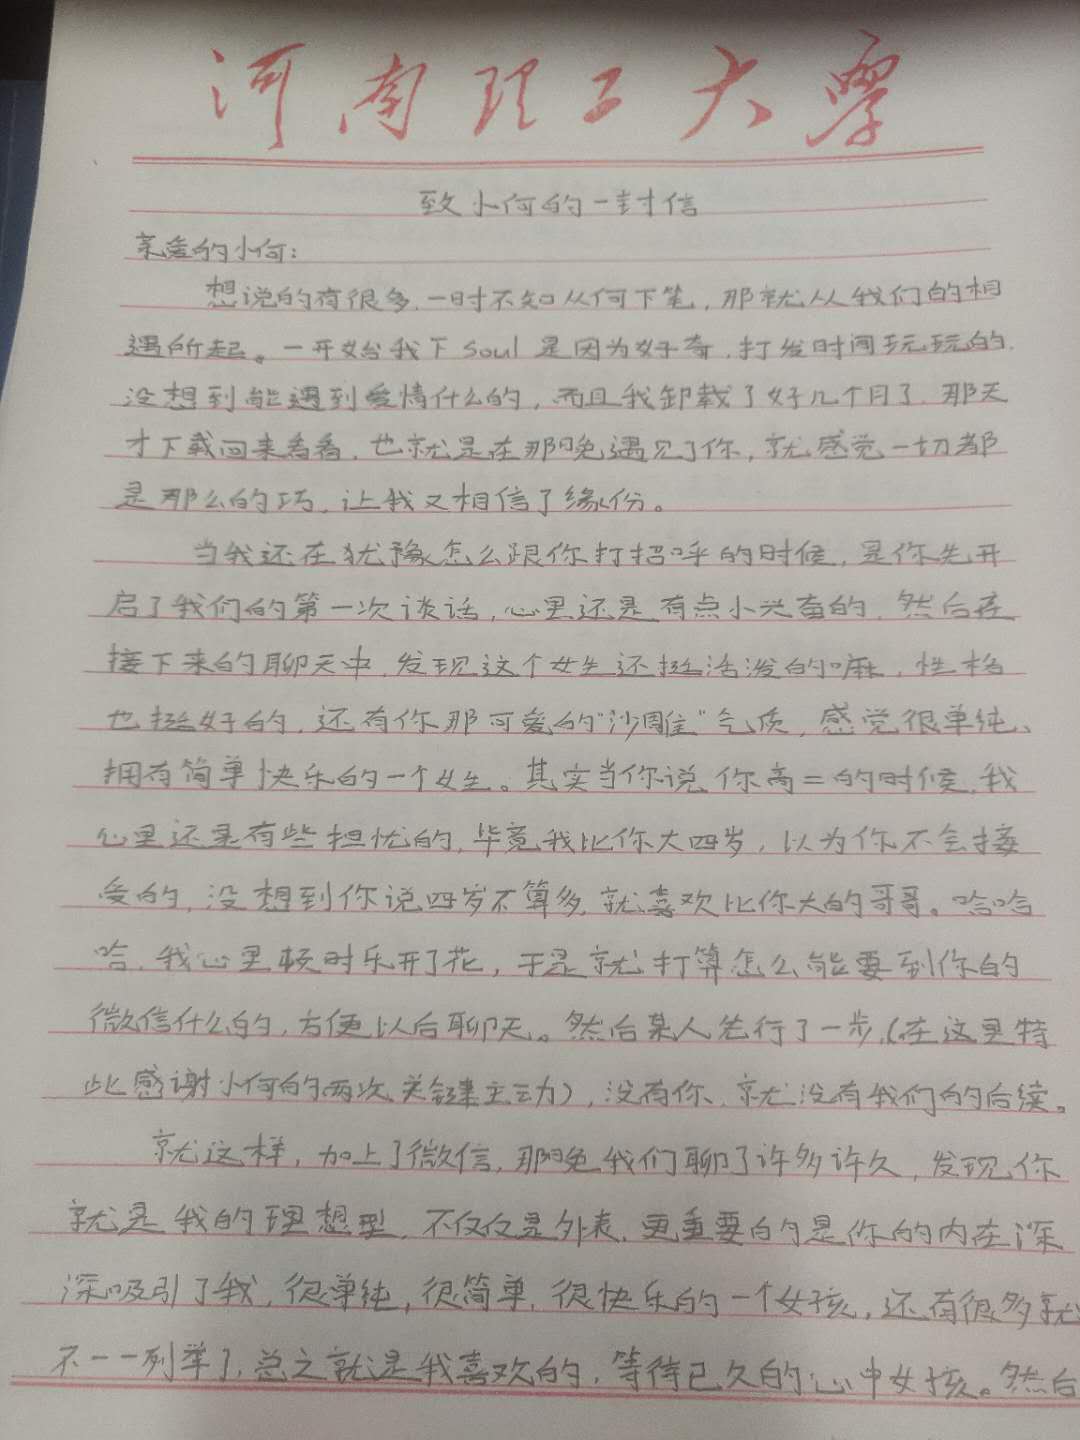 河南理工大学
致小何的一封信
亲爱的小何：
想说的有很多，一时不知从何下笔，那就从我们的相
遇所起。一开始我下soul是因为好奇，打发时间玩玩的，
没想到能遇到爱情什么的，而且我卸载了好几个月了，那天
才下载回来看看，也就是在那晚遇见了你，就感觉一切都
是那么的巧，让我又相信了缘份。
当我还在犹豫怎么跟你打招呼的时候，是你先开
启了我们的第一次谈话，心里还是有点小兴奋的，然后在
接下来的聊天中，发现这个女生还挺活泼的嘛，性格
也挺好的，还有你那可爱的“沙雕”气质，感觉很单纯、
拥有简单快乐的一个女生。其实当你说你高二的时候，我
心里还是有些担忧的，毕竟我比你大四岁，以为你不会接
受的，没想到你说四岁不算多，就喜欢比你大的哥哥。哈哈
哈，我心里顿时乐开了花，于是就打算怎么能要到你的
微信什么的，方便以后聊天。然后某人先行了一步，（在这里特
此感谢小何的两次关键主动），没有你，就没有我们的后续。
就这样，加上了微信，那晚我们聊了许多许久，发现你
就是我的理想型，不仅仅是外表，更重要的是你的内在深
深吸引了我，很单纯，很简单，很快乐的一个女孩，还有很多就
不一一列举了，总之就是我喜欢的，等待已久的心中女孩。然后